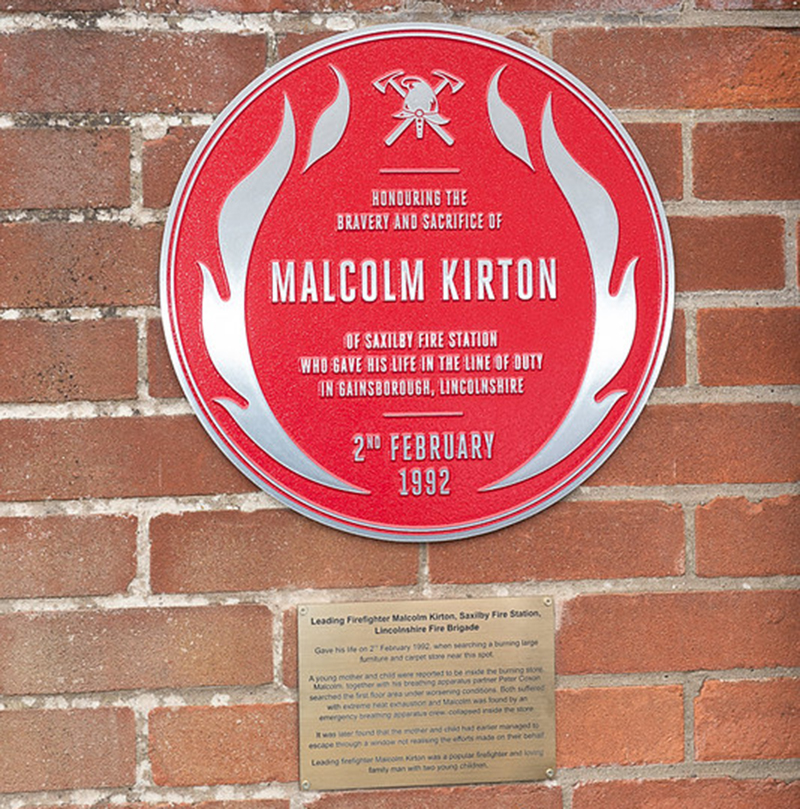 HONOURING THE
BRAVERY AND SACRIFICE OF
MALCOLM KIRTON
OF SAXILBY FIRE STATION
WHO GAVE HIS LIFE IN THE LINE OF DUTY
IN GAINSBOROUGH, LINCOLNSHIRE
2ND FEBRUARY
1992
Leading Firefighter Malcolm Kirton, Saxilby Fire Station,
Lincolnshire Fire Brigade
Gave his life on 2nd February 1992, when searching a burning large
furniture and carpet store near this spot.
A young mother and child were reported to be inside the burning store.
Malcolm, together with his breathing apparatus partner Peter Coxon
searched the first floor area under worsening conditions. Both suffered
with extreme heat exhaustion and Malcolm was found by an
emergency breathing apparatus crew, collapsed inside the store.
It was later found that the mother and child had earlier managed to
escape through a window not realising the efforts made on their behalf.
Leading firefighter Malcolm Kirton was a popular firefighter and loving
family man with two young children.